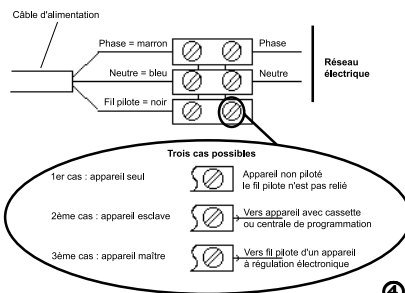 Câble d'alimentation
Phase = marron
Phase
Neutre = bleu
Neutre
Réseau
électrique
Fil pilote = noir
Trois cas possibles
1er cas : appareil seul
Appareil non piloté
le fil pilote n'est pas relié
2ème cas : appareil esclave
Vers appareil avec cassette
ou centrale de programmation
3ème cas : appareil maître
Vers fil pilote d'un appareil
à régulation électronique
4